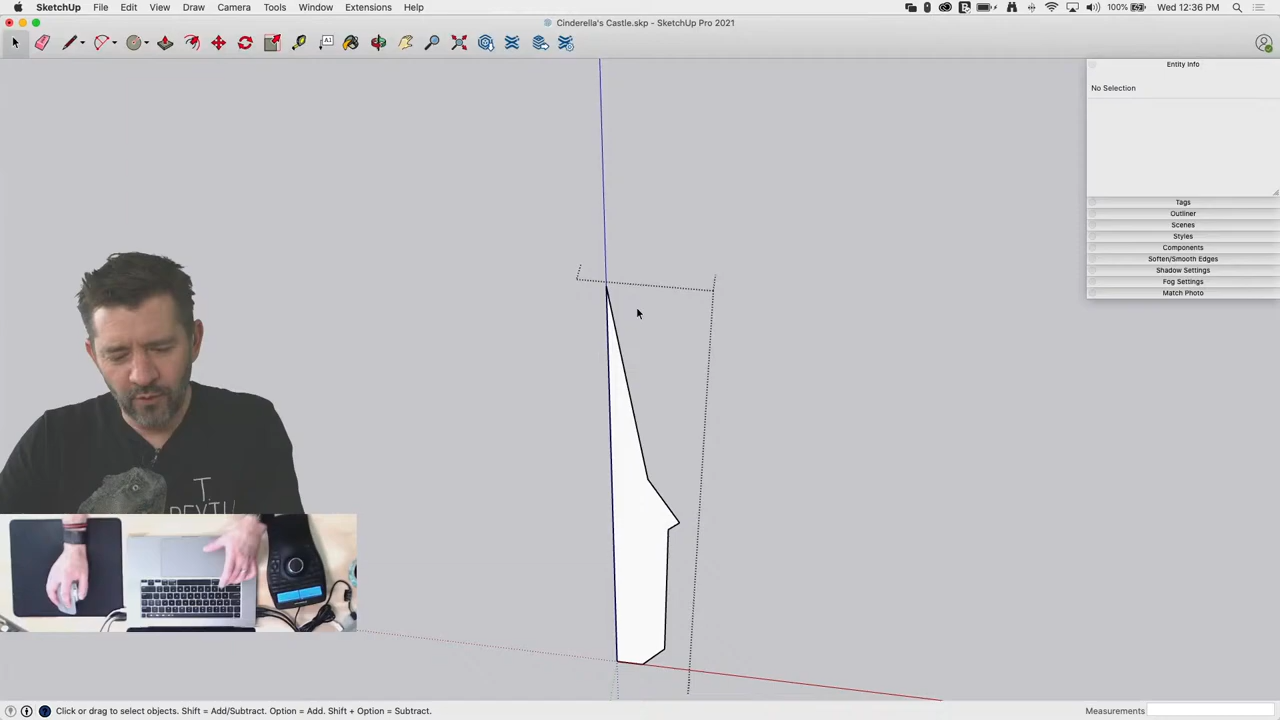 SketchUp File Edit View Draw Camera Tools Window Extensions Help
100% Wed 12:36 PM
Cinderella's Castle.skp - SketchUp Pro 2021
Entity Info
No Selection
Tags
Outliner
Scenes
Styles
Components
Soften/Smooth Edges
Shadow Settings
Fog Settings
Match Photo
T.
Click or drag to select objects. Shift = Add/Subtract. Option = Add. Shift + Option = Subtract.
Measurements